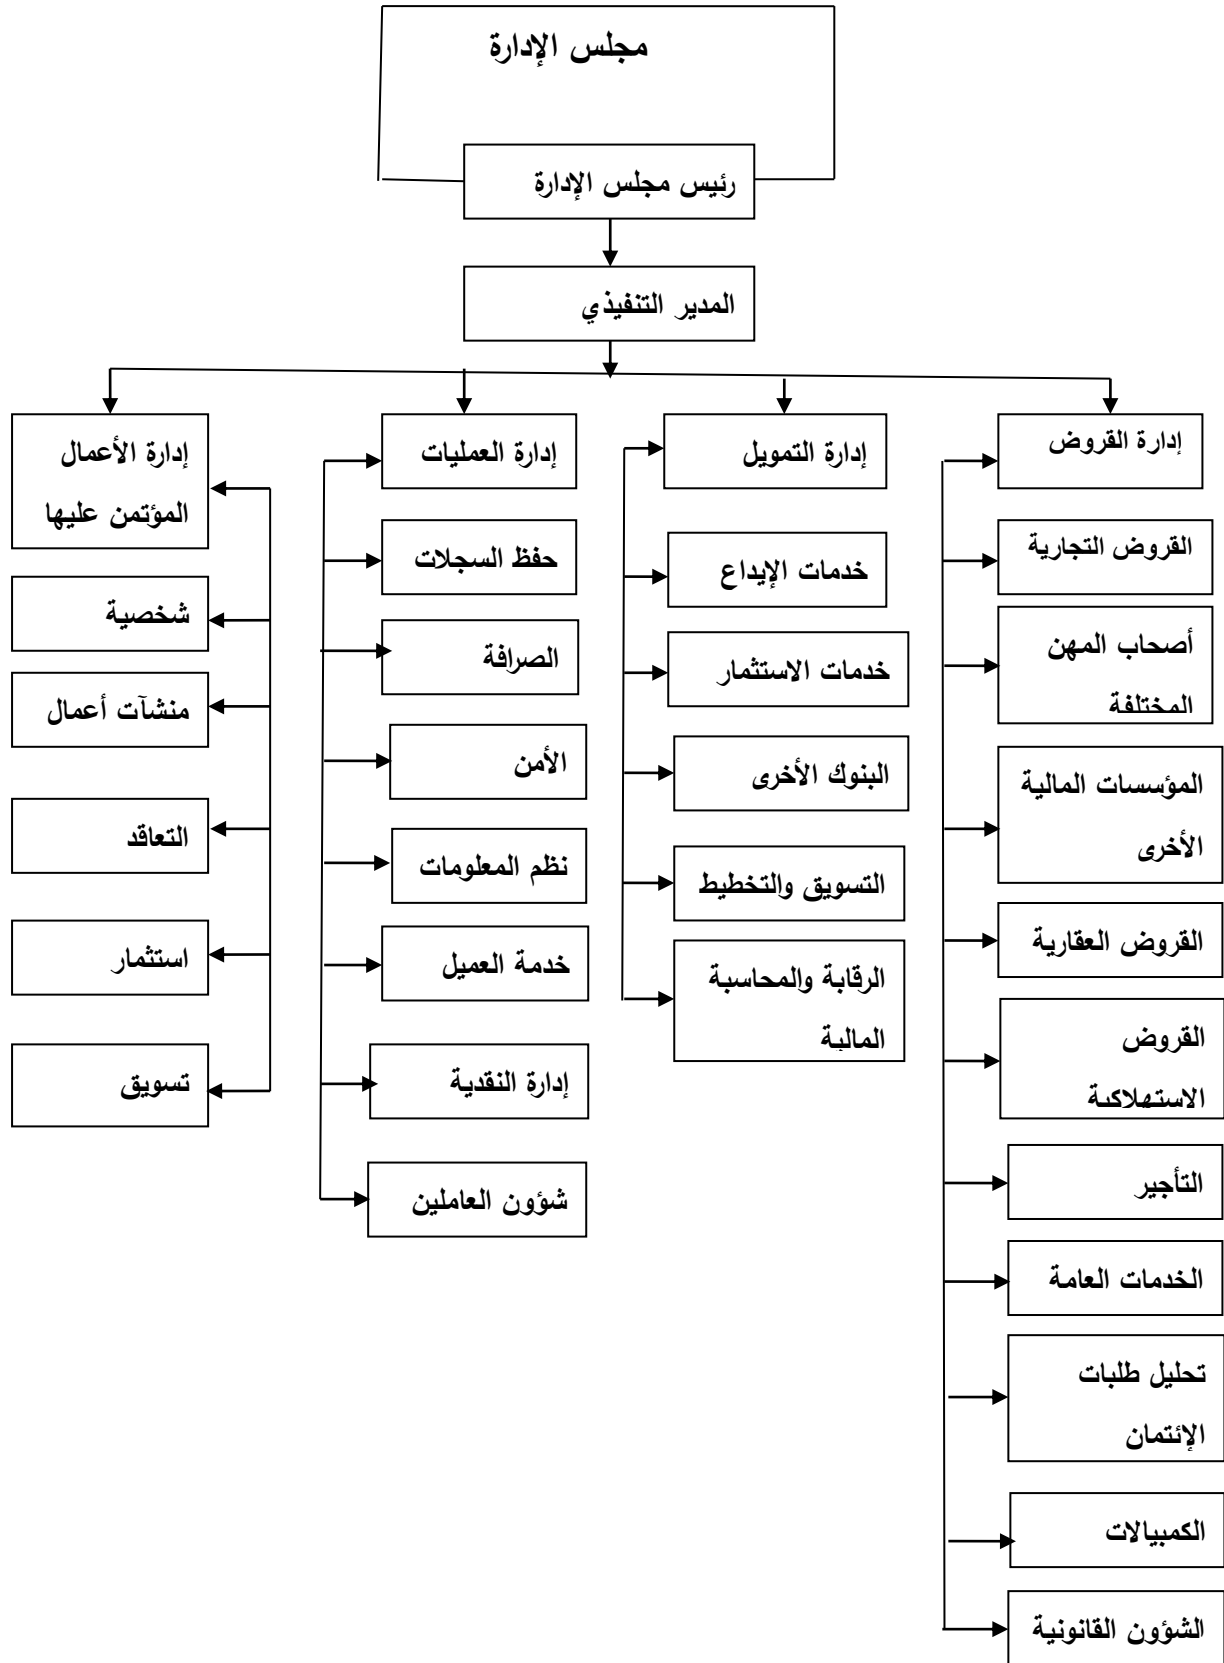 مجلس الإدارة
رئيس مجلس الإدارة
المدير التنفيذي
إدارة القروض
القروض التجارية
أصحاب المهن
المختلفة
المؤسسات المالية
الأخرى
القروض العقارية
القروض
الاستهلاكية
التأجير
الخدمات العامة
تحليل طلبات
الإئتمان
الكمبيالات
الشؤون القانونية
إدارة التمويل
خدمات الإيداع
خدمات الاستثمار
البنوك الأخرى
التسويق والتخطيط
الرقابة والمحاسبة
المالية
إدارة العمليات
حفظ السجلات
الصرافة
الأمن
نظم المعلومات
خدمة العميل
إدارة النقدية
شؤون العاملين
إدارة الأعمال
المؤتمن عليها
شخصية
منشآت أعمال
التعاقد
استثمار
تسويق